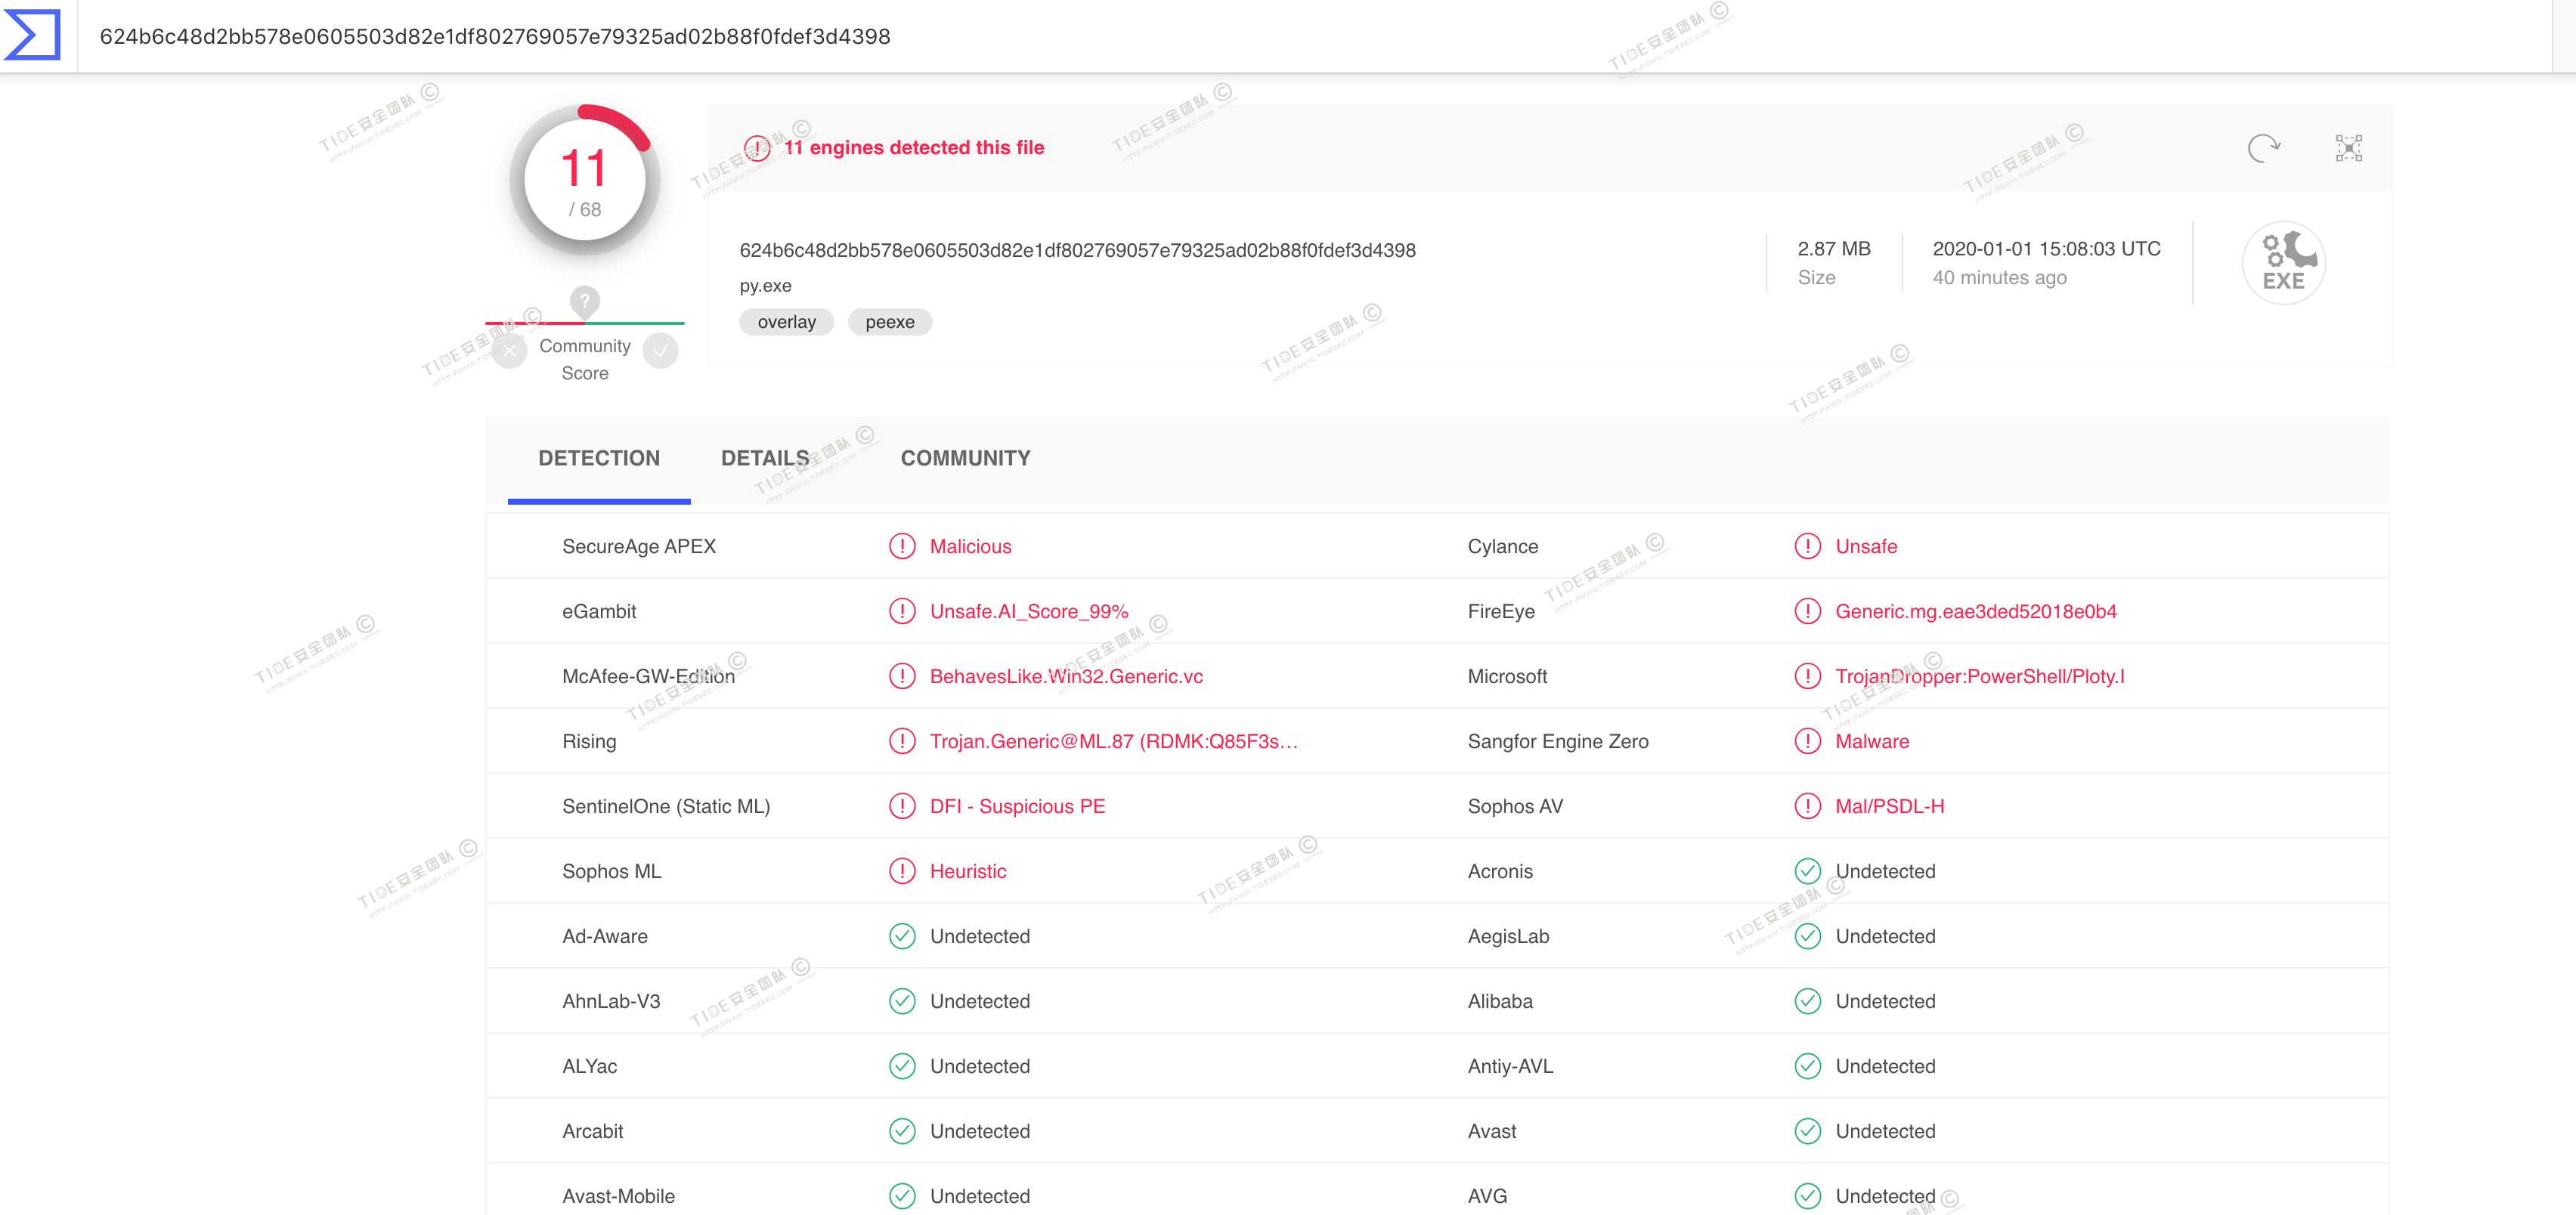 624b6c48d2bb578e0605503d82e1df802769057e79325ad02b88f0fdef3d4398
11
/ 68
?
Community
Score
11 engines detected this file
624b6c48d2bb578e0605503d82e1df802769057e79325ad02b88f0fdef3d4398
py.exe
overlay peexe
2.87 MB
Size
2020-01-01 15:08:03 UTC
40 minutes ago
EXE
DETECTION DETAILS COMMUNITY
SecureAge APEX Malicious Cylance Unsafe
eGambit Unsafe.AI_Score_99% FireEye Generic.mg.eae3ded52018e0b4
McAfee-GW-Edition BehavesLike.Win32.Generic.vc Microsoft TrojanDropper:PowerShell/Ploty.I
Rising Trojan.Generic@ML.87 (RDMK:Q85F3s... Sangfor Engine Zero Malware
SentinelOne (Static ML) DFI - Suspicious PE Sophos AV Mal/PSDL-H
Sophos ML Heuristic Acronis Undetected
Ad-Aware Undetected AegisLab Undetected
AhnLab-V3 Undetected Alibaba Undetected
ALYac Undetected Antiy-AVL Undetected
Arcabit Undetected Avast Undetected
Avast-Mobile Undetected AVG Undetected
TIDE安全团队 ©
HTTP://WWW.TIDESEC.COM